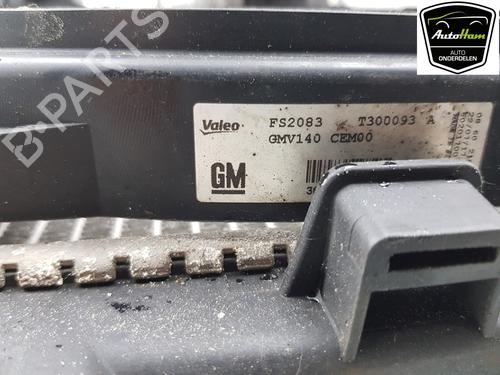 AutoHam
AUTO
ONDERDELEN
B-PARTS
Valeo
FS2083 T300093 A
GMV140 CEM00
GM